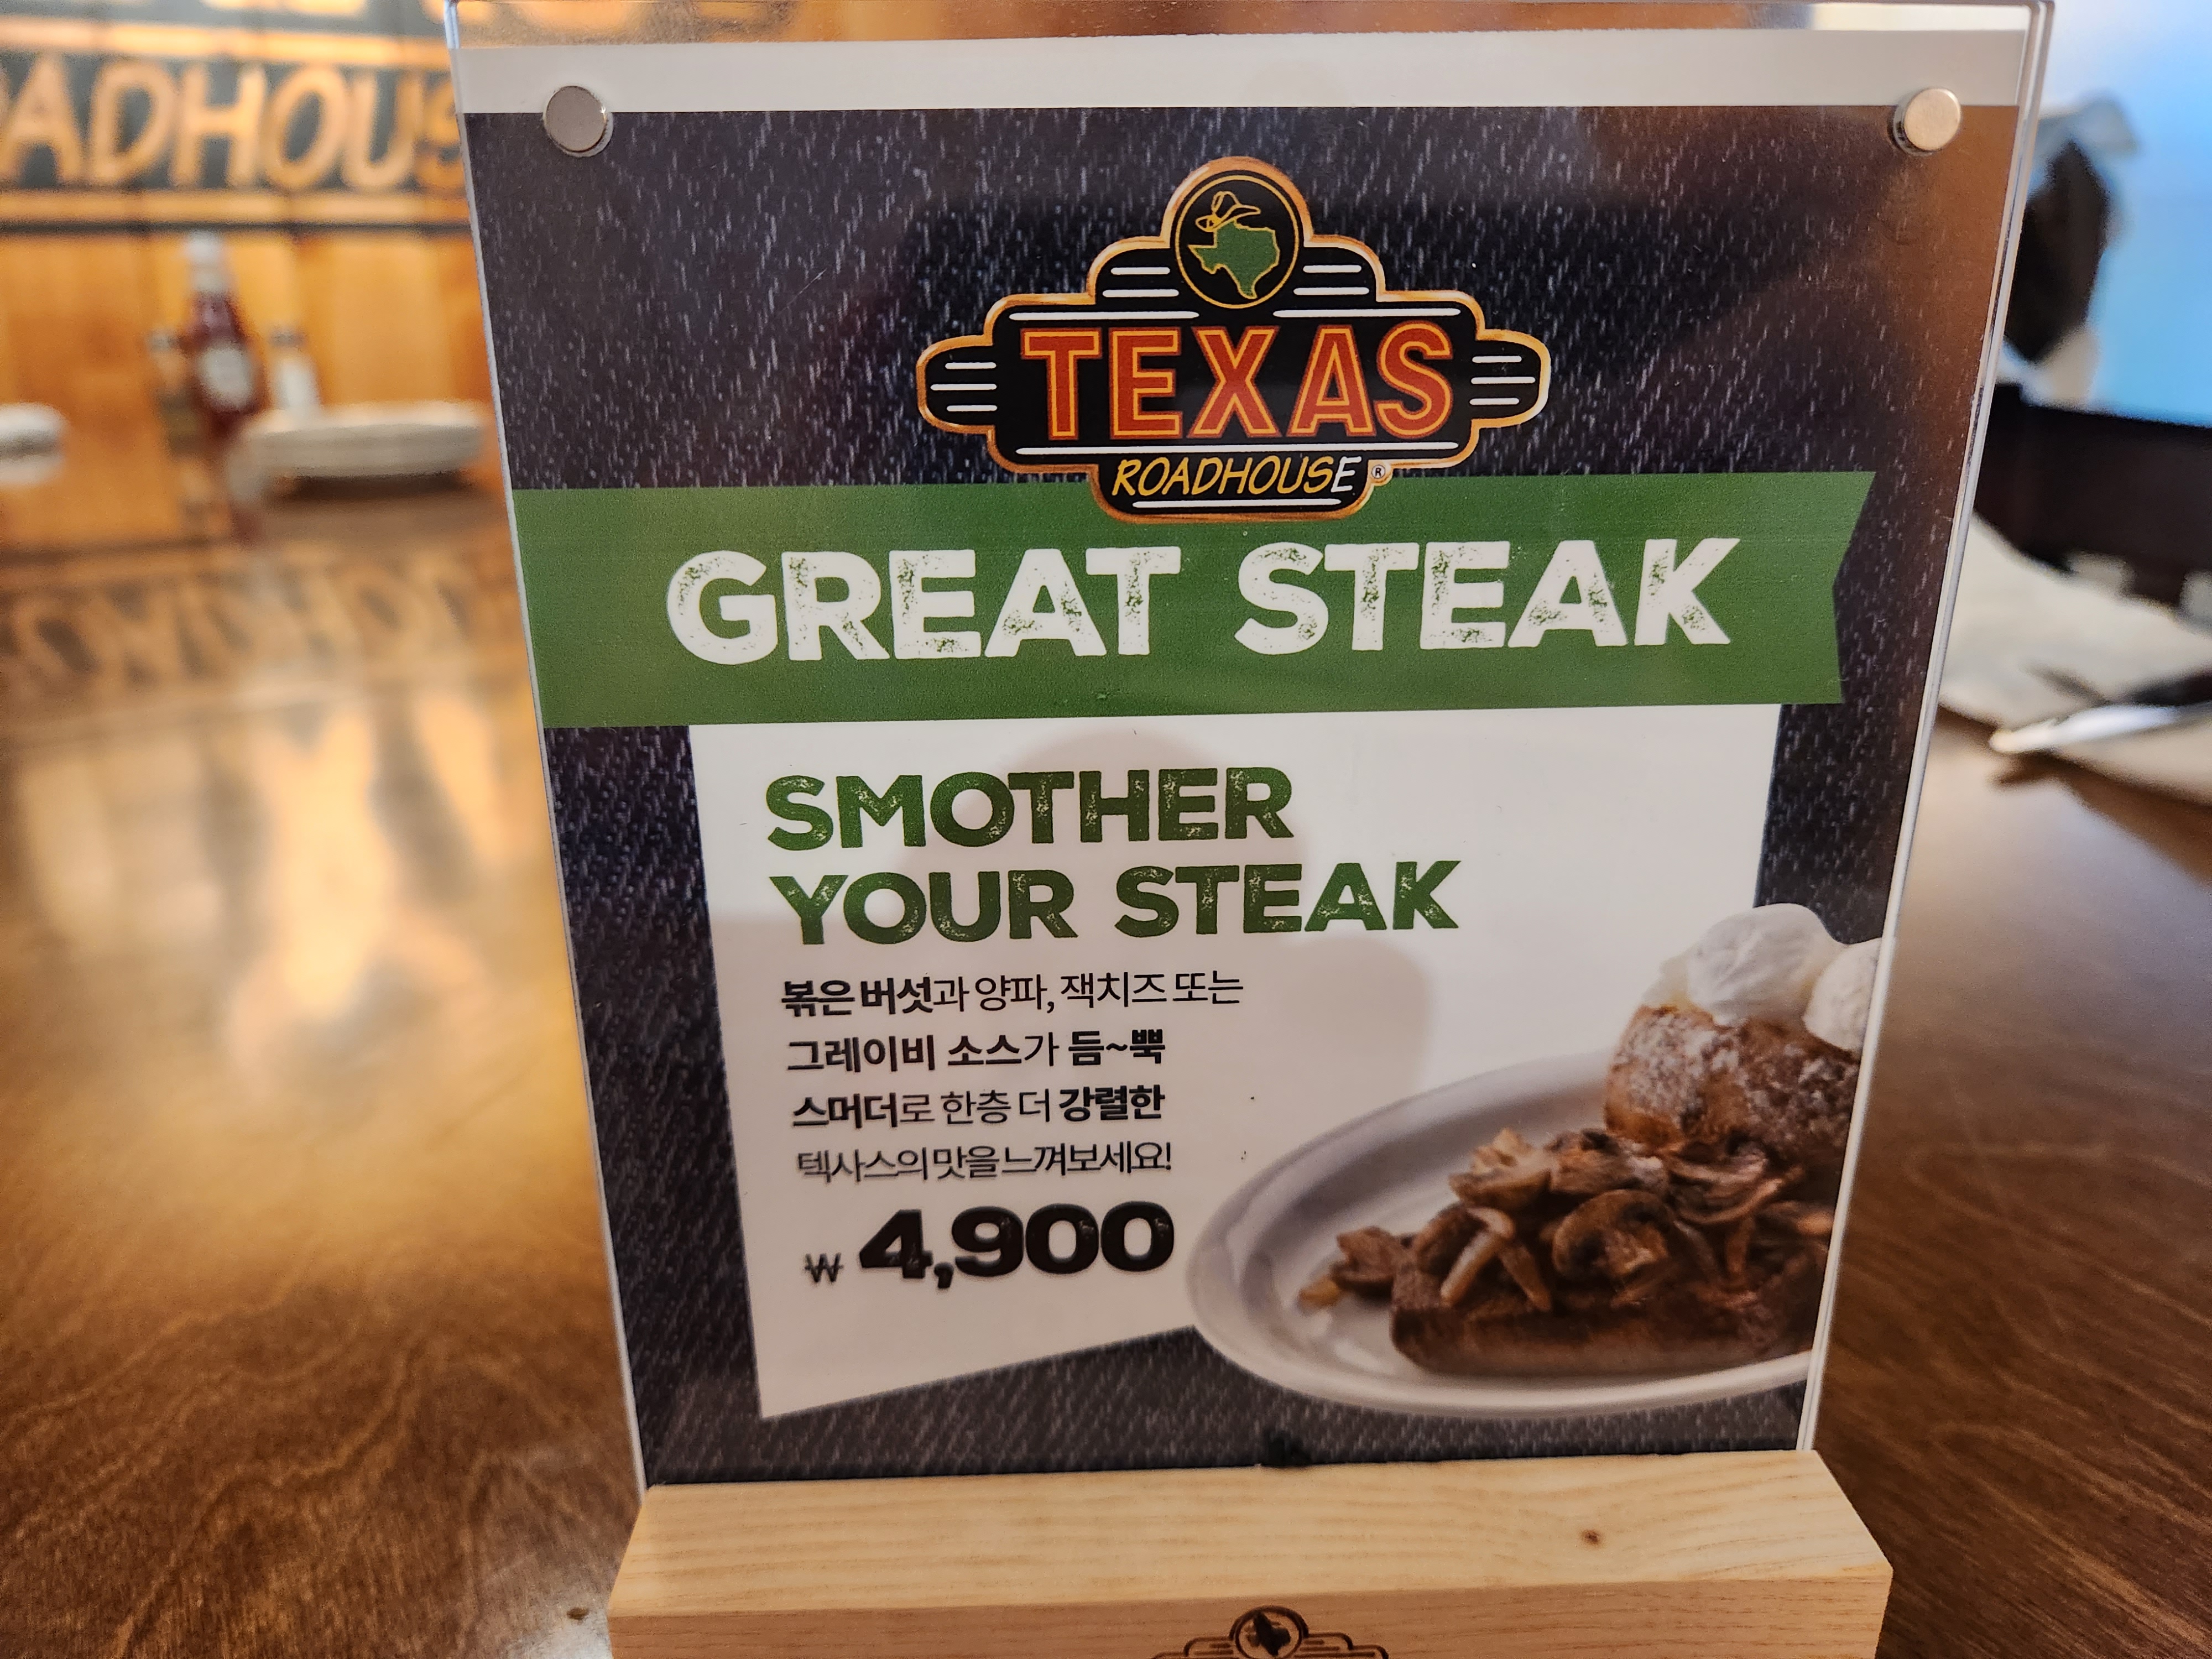 ROADHOUS
TEXAS
ROADHOUSE®
GREAT STEAK
SMOTHER
YOUR STEAK
볶은 버섯과 양파, 잭치즈 또는
그레이비 소스가 듬~뿍
스머더로 한층 더 강렬한
텍사스의 맛을 느껴보세요!
₩ 4,900